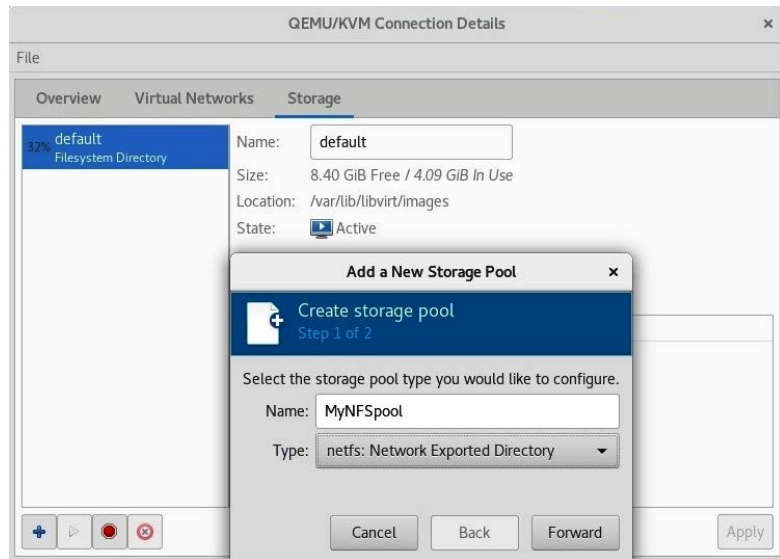 QEMU/KVM Connection Details
File
Overview Virtual Networks Storage
32% default
Filesystem Directory
Name: default
Size: 8.40 GiB Free / 4.09 GiB In Use
Location: /var/lib/libvirt/images
State: Active
Add a New Storage Pool
Create storage pool
Step 1 of 2
Select the storage pool type you would like to configure.
Name: MyNFSpool
Type: netfs: Network Exported Directory
Cancel Back Forward
Apply